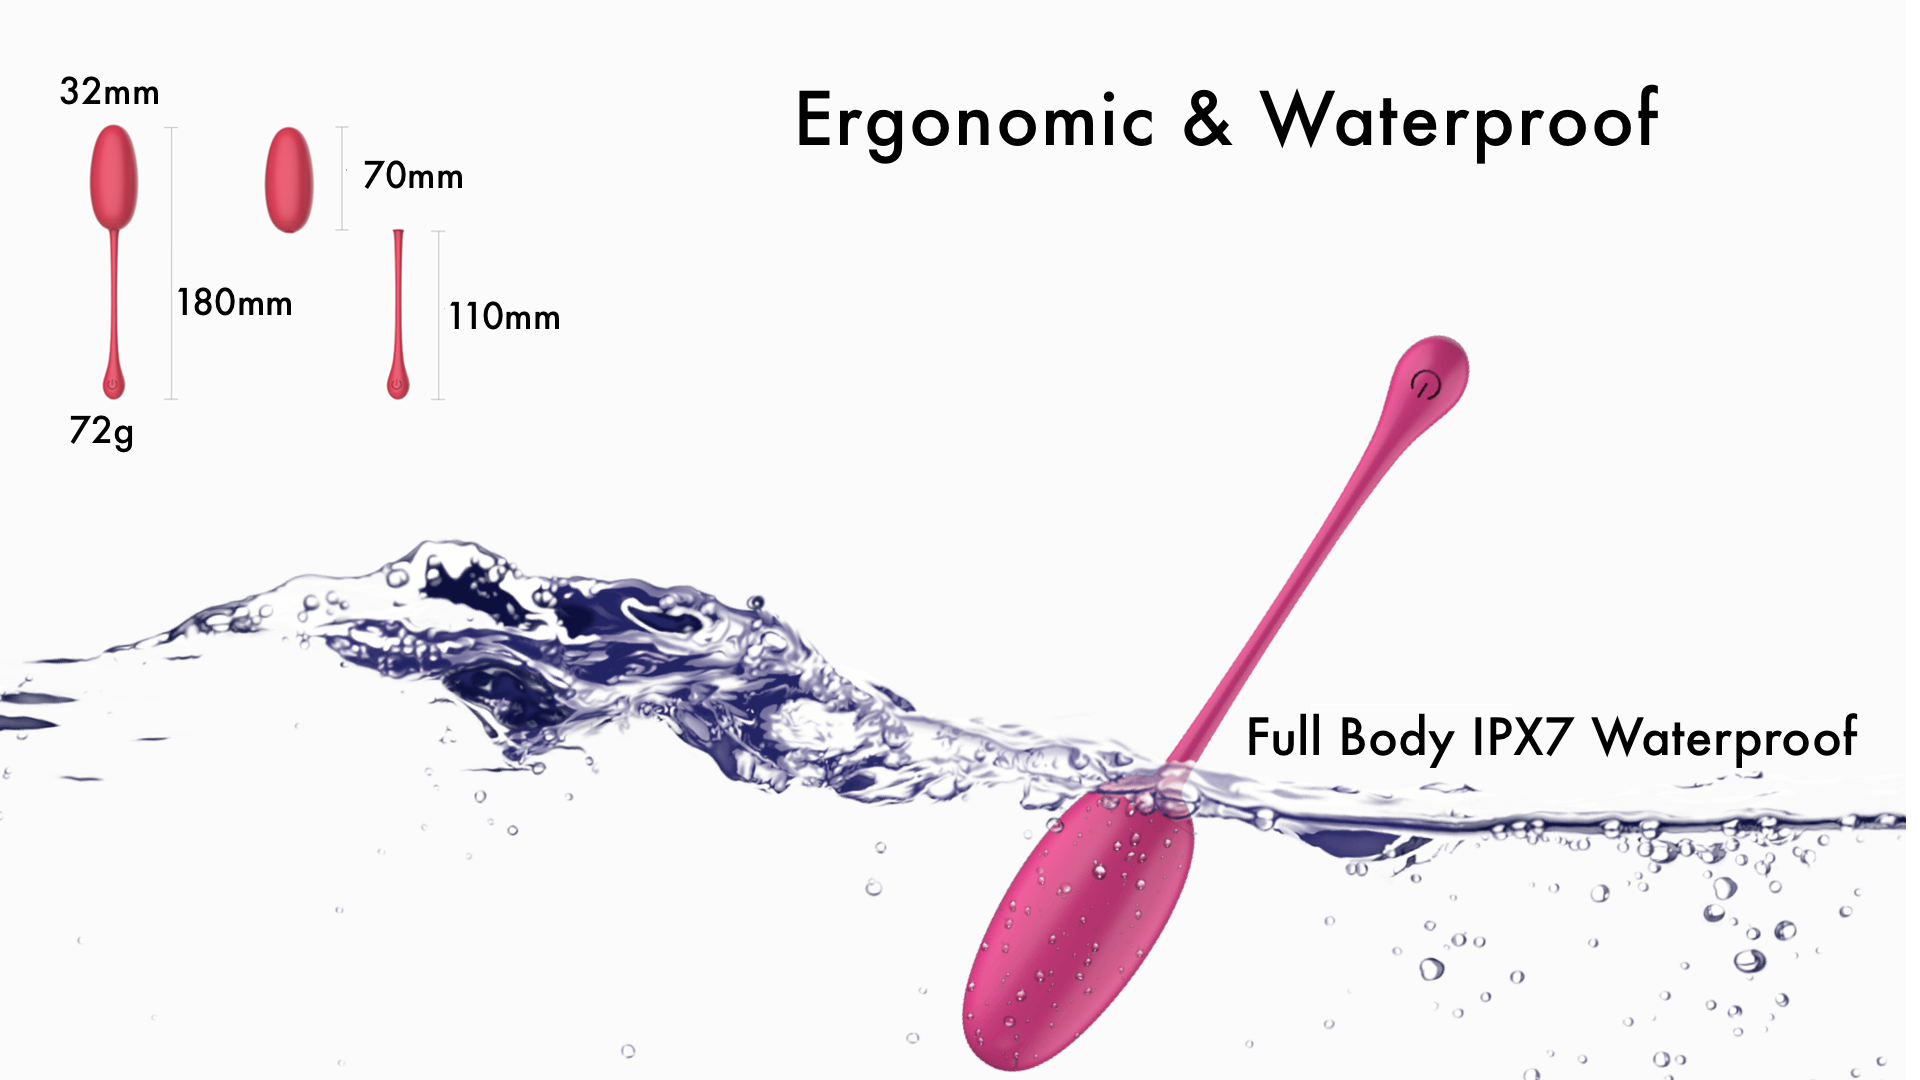 Ergonomic & Waterproof
32mm
70mm
180mm
110mm
72g
Full Body IPX7 Waterproof